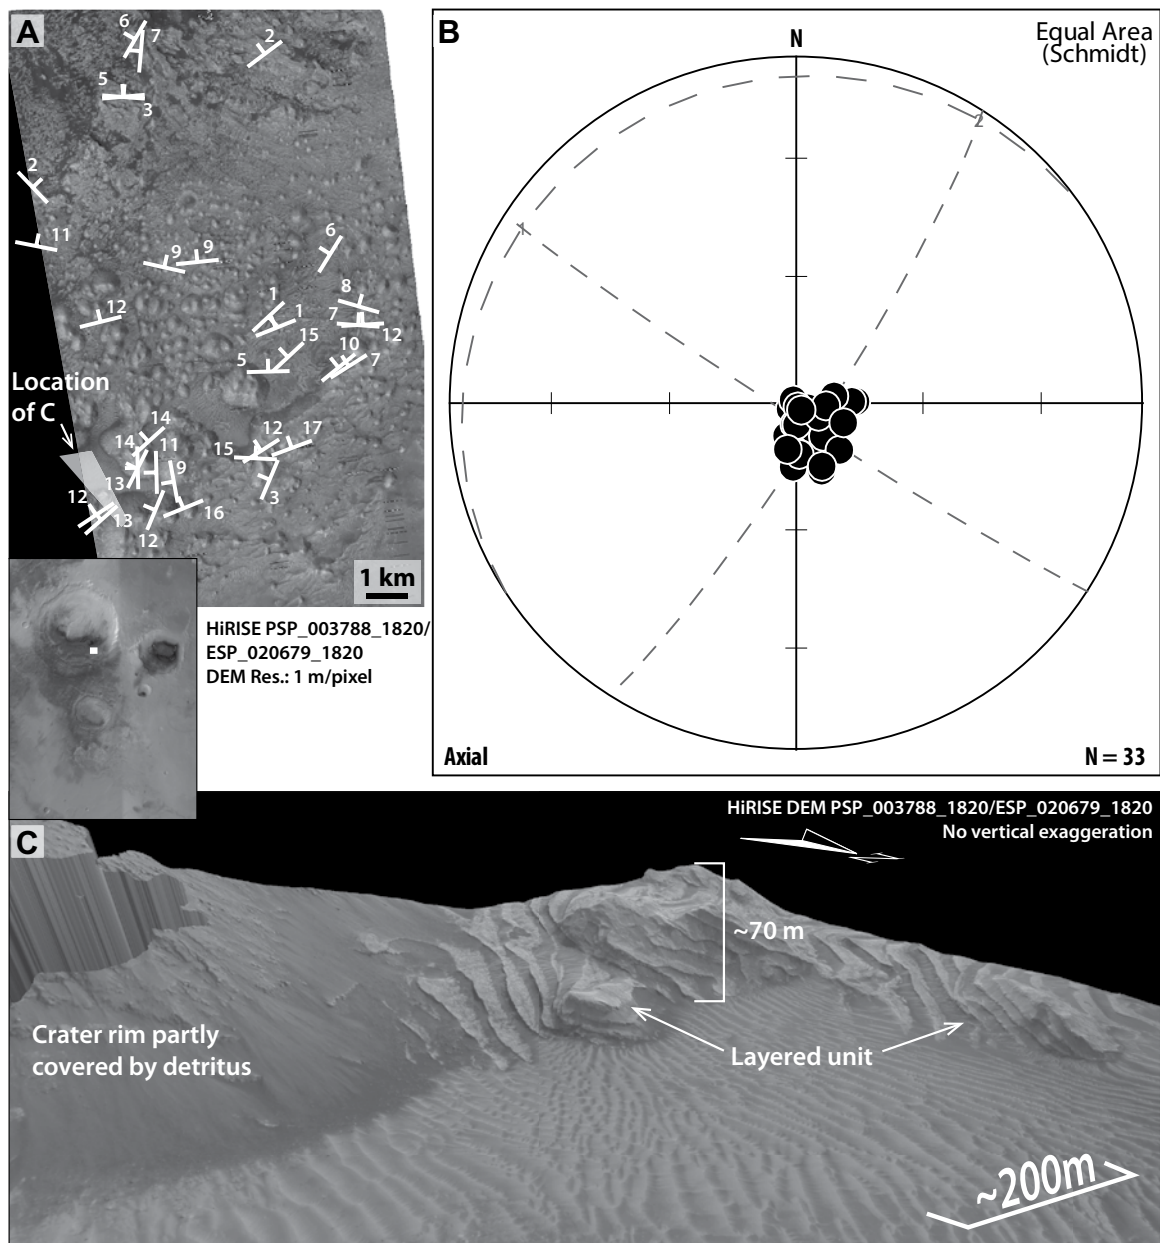 A
6
7
2
5
3
2
11
9
9
6
12
1
1
8
7
12
15
5
10
7
Location
of C
14
14
11
9
13
12
13
12
16
15
12
17
3
1 km
HiRISE PSP_003788_1820/
ESP_020679_1820
DEM Res.: 1 m/pixel
B
N
Equal Area
(Schmidt)
1
2
Axial
N = 33
C
HiRISE DEM PSP_003788_1820/ESP_020679_1820
No vertical exaggeration
~70 m
Crater rim partly
covered by detritus
Layered unit
~200m